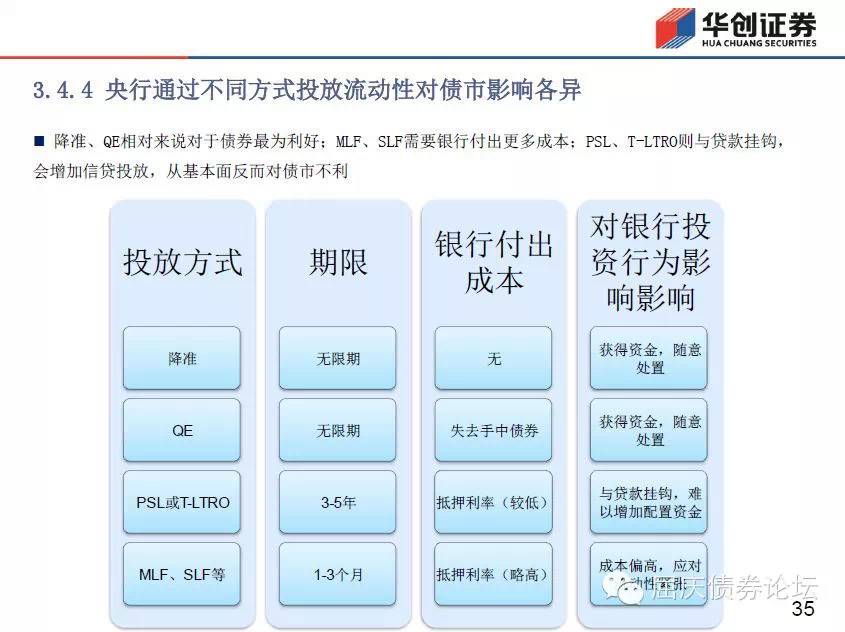 华创证券
HUA CHUANG SECURITIES
3.4.4 央行通过不同方式投放流动性对债市影响各异
降准、QE相对来说对于债券最为利好；MLF、SLF需要银行付出更多成本；PSL、T-LTRO则与贷款挂钩，
会增加信贷投放，从基本面反而对债市不利
投放方式
期限
银行付出
成本
对银行投
资行为影
响影响
降准
无限期
无
获得资金，随意
处置
QE
无限期
失去手中债券
获得资金，随意
处置
PSL或T-LTRO
3-5年
抵押利率（较低）
与贷款挂钩，难
以增加配置资金
MLF、SLF等
1-3个月
抵押利率（略高）
成本偏高，应对
动性紧张
屈庆债券论坛
35